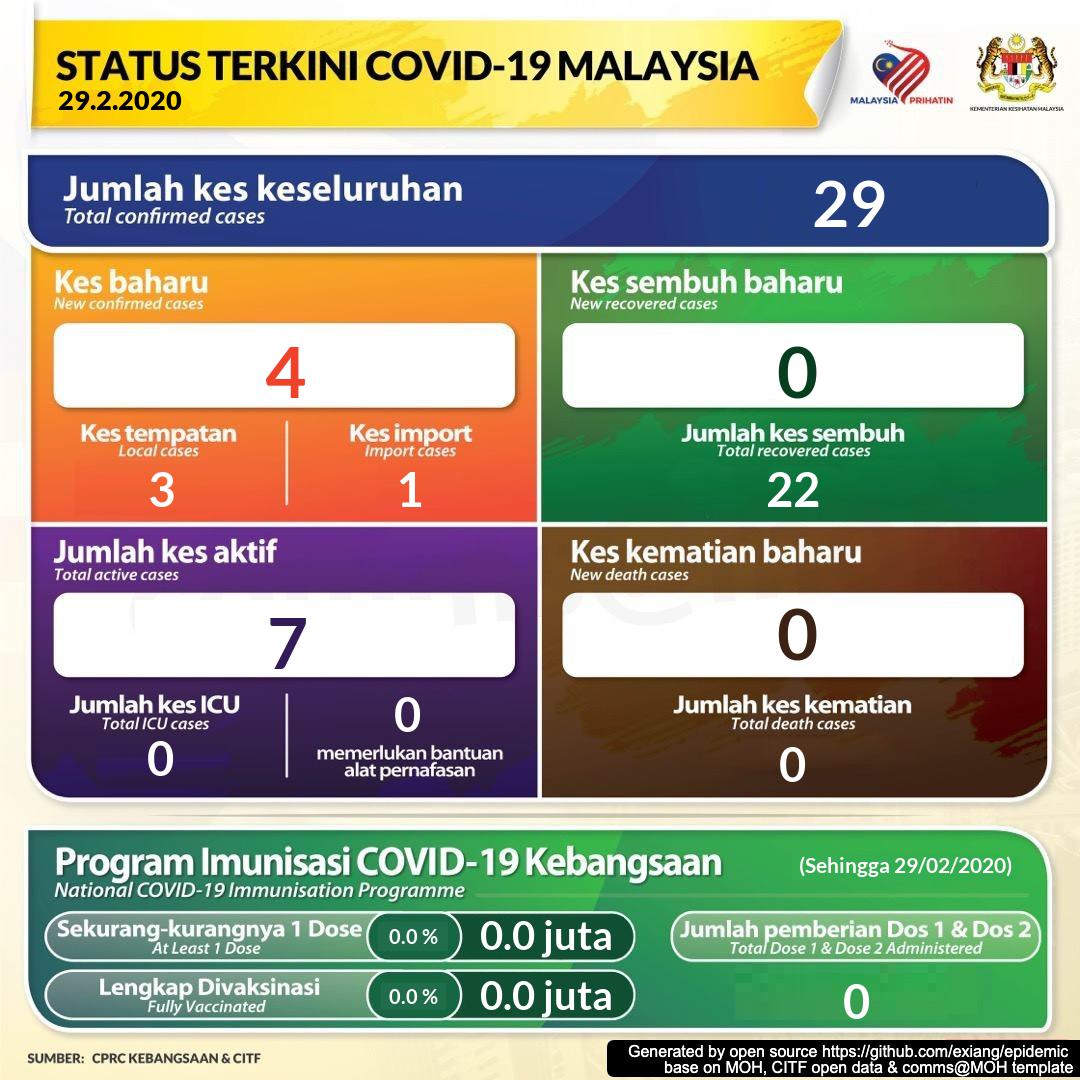 STATUS TERKINI COVID-19 MALAYSIA
29.2.2020
MALAYSIA PRIHATIN
KEMENTERIAN KESIHATAN MALAYSIA
Jumlah kes keseluruhan
Total confirmed cases
29
Kes baharu
New confirmed cases
4
Kes tempatan
Local cases
3
Kes import
Import cases
1
Kes sembuh baharu
New recovered cases
0
Jumlah kes sembuh
Total recovered cases
22
Jumlah kes aktif
Total active cases
7
Jumlah kes ICU
Total ICU cases
0
0
memerlukan bantuan
alat pernafasan
Kes kematian baharu
New death cases
0
Jumlah kes kematian
Total death cases
0
Program Imunisasi COVID-19 Kebangsaan
National COVID-19 Immunisation Programme
(Sehingga 29/02/2020)
Sekurang-kurangnya 1 Dose
At Least 1 Dose
0.0 %
0.0 juta
Lengkap Divaksinasi
Fully Vaccinated
0.0 %
0.0 juta
Jumlah pemberian Dos 1 & Dos 2
Total Dose 1 & Dose 2 Administered
0
SUMBER: CPRC KEBANGSAAN & CITF
Generated by open source https://github.com/exiang/epidemic
base on MOH, CITF open data & comms@MOH template